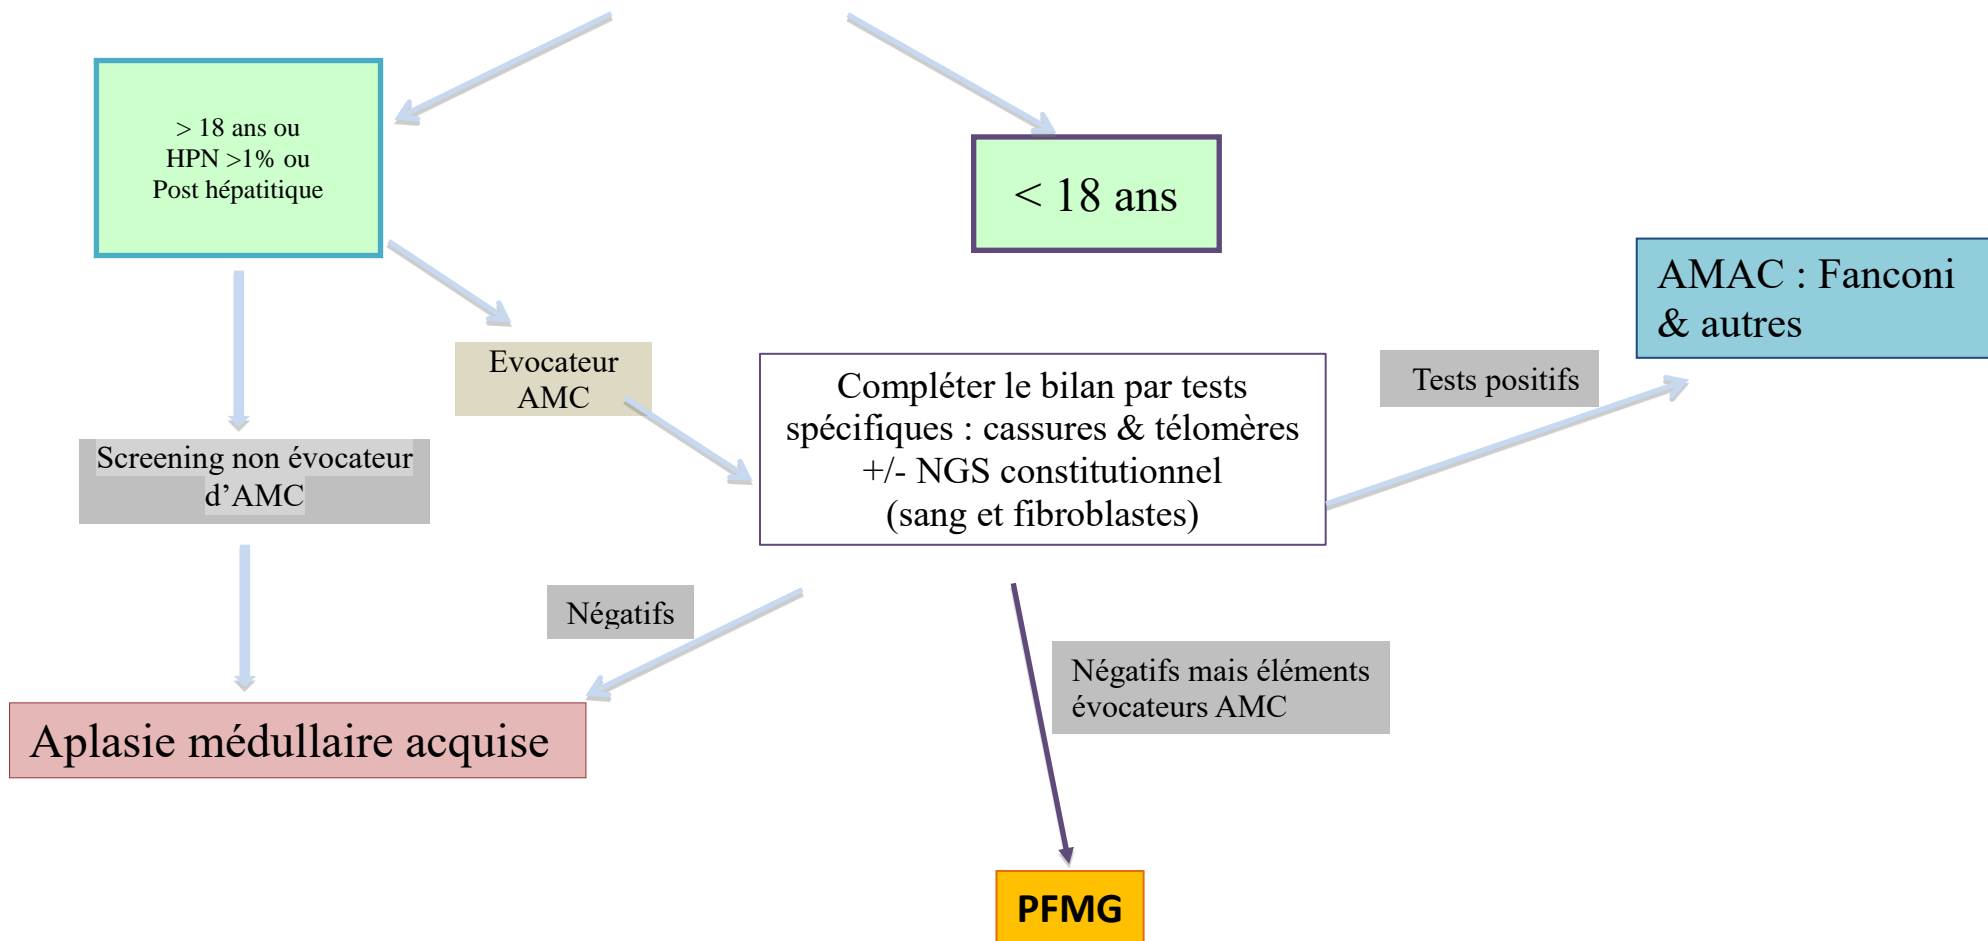 > 18 ans ou
HPN >1% ou
Post hépatitique
< 18 ans
AMAC : Fanconi
& autres
Evocateur
AMC
Compléter le bilan par tests
spécifiques : cassures & télomères
+/- NGS constitutionnel
(sang et fibroblastes)
Tests positifs
Screening non évocateur
d’AMC
Négatifs
Négatifs mais éléments
évocateurs AMC
Aplasie médullaire acquise
PFMG